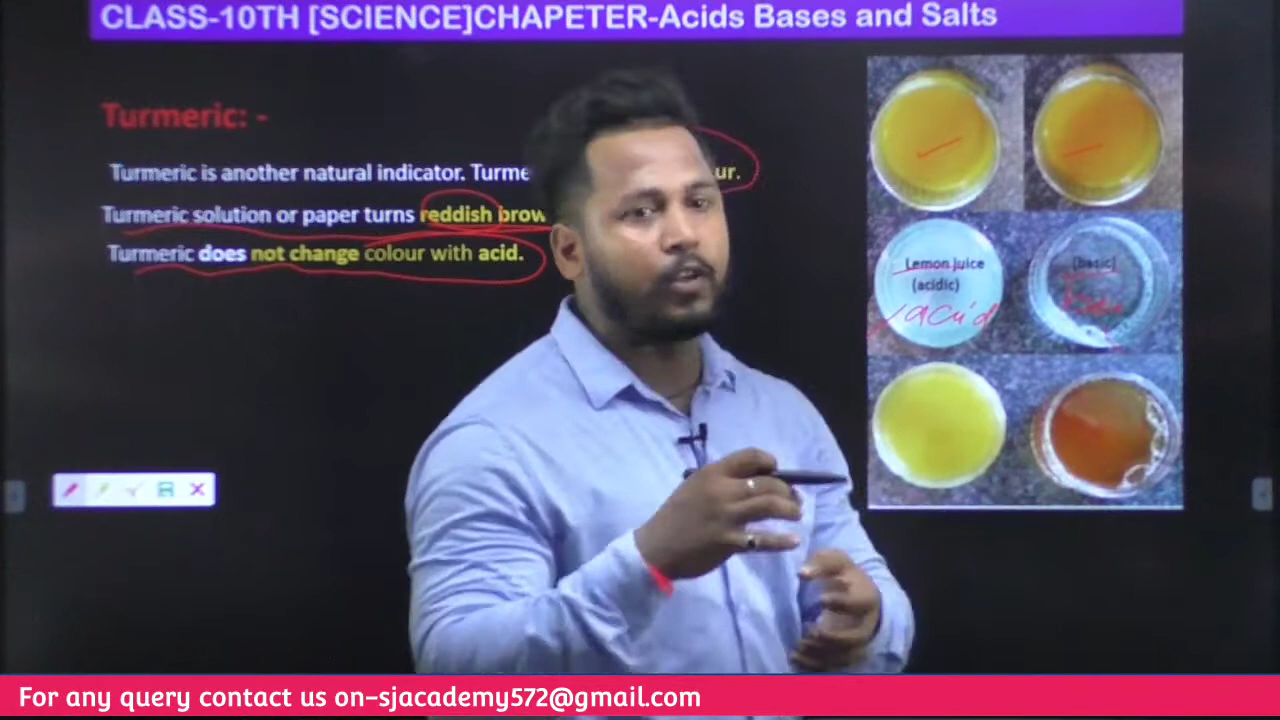 CLASS-10TH [SCIENCE]CHAPETER-Acids Bases and Salts
Turmeric: -
Turmeric is another natural indicator. Turme ur.
Turmeric solution or paper turns reddish brow
Turmeric does not change colour with acid.
Lemon juice
(acidic)
acid
(basic)
For any query contact us on-sjacademy572@gmail.com